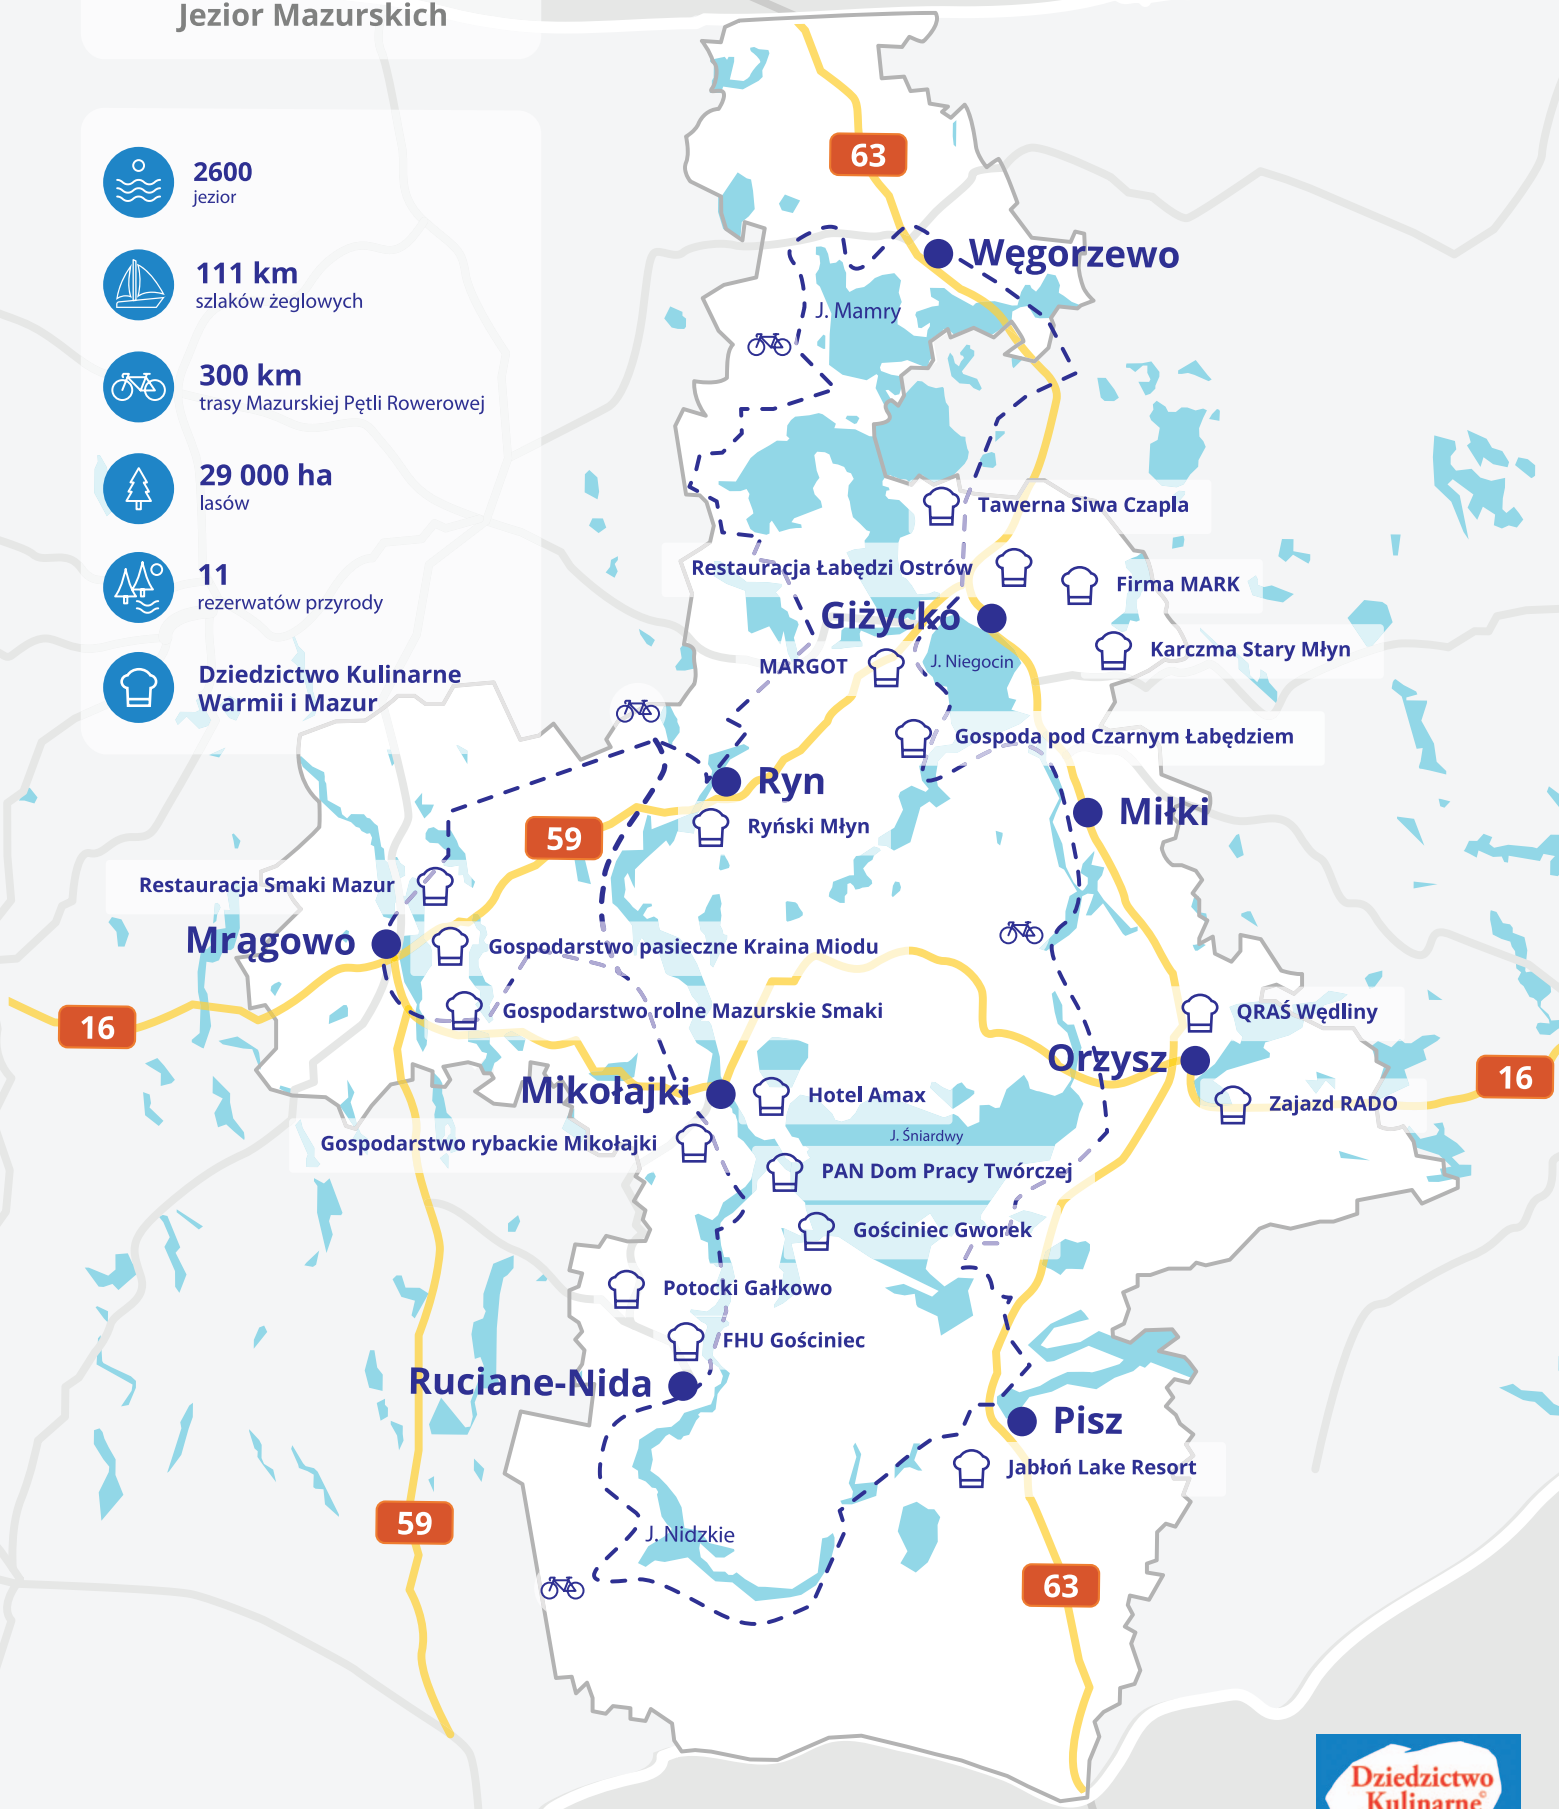 Jezior Mazurskich
2600
jezior
111 km
szlaków żeglowych
300 km
trasy Mazurskiej Pętli Rowerowej
29 000 ha
lasów
11
rezerwatów przyrody
Dziedzictwo Kulinarne
Warmii i Mazur
63
Węgorzewo
J. Mamry
Tawerna Siwa Czapla
Restauracja Łabędzi Ostrów
Firma MARK
Giżycko
Karczma Stary Młyn
MARGOT
J. Niegocin
Gospoda pod Czarnym Łabędziem
Ryn
Miłki
Ryński Młyn
59
Restauracja Smaki Mazur
Mrągowo
Gospodarstwo pasieczne Kraina Miodu
Gospodarstwo rolne Mazurskie Smaki
16
QRAŚ Wędliny
Orzysz
16
Mikołajki
Hotel Amax
Zajazd RADO
J. Śniardwy
Gospodarstwo rybackie Mikołajki
PAN Dom Pracy Twórczej
Gościniec Gworek
Potocki Gałkowo
FHU Gościniec
Ruciane-Nida
Pisz
Jabłoń Lake Resort
59
J. Nidzkie
63
Dziedzictwo
Kulinarne©